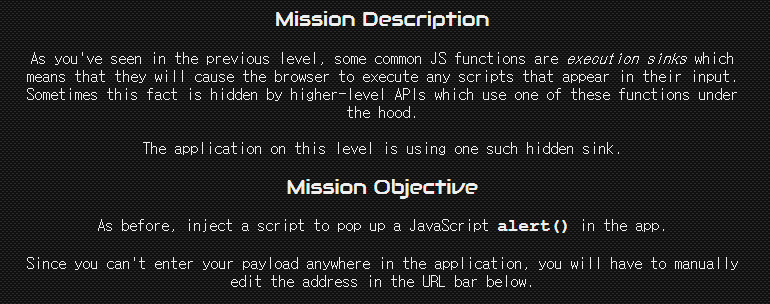 Mission Description
As you've seen in the previous level, some common JS functions are execution sinks which
means that they will cause the browser to execute any scripts that appear in their input.
Sometimes this fact is hidden by higher-level APIs which use one of these functions under
the hood.
The application on this level is using one such hidden sink.
Mission Objective
As before, inject a script to pop up a JavaScript alert() in the app.
Since you can't enter your payload anywhere in the application, you will have to manually
edit the address in the URL bar below.